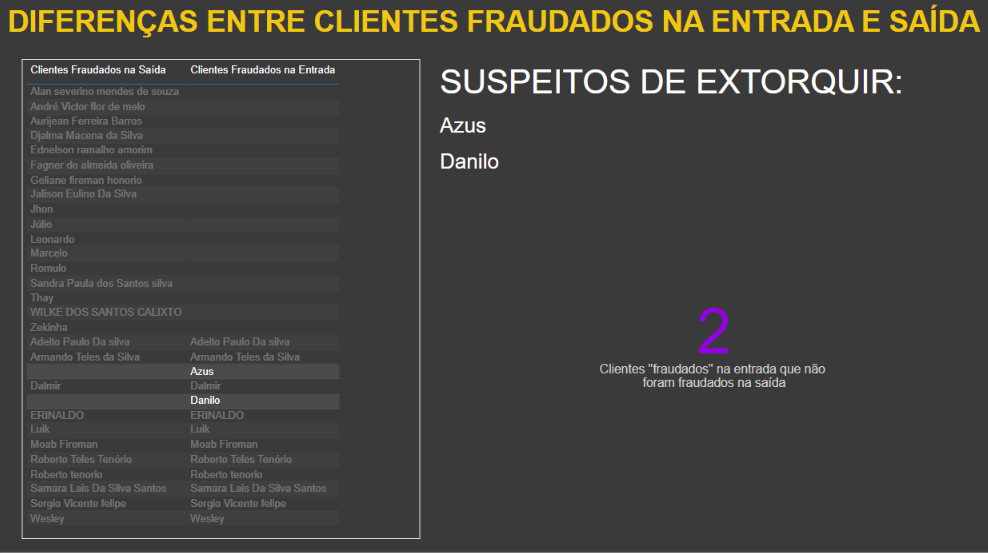 DIFERENÇAS ENTRE CLIENTES FRAUDADOS NA ENTRADA E SAÍDA
Clientes Fraudados na Saída Clientes Fraudados na Entrada
Alan severino mendes de souza
André Victor flor de melo
Aurijean Ferreira Barros
Djalma Macena da Silva
Ednelson ramalho amorim
Fagner de almeida oliveira
Geliane fireman honorio
Jalison Eulino Da Silva
Jhon
Júlio
Leonardo
Marcelo
Romulo
Sandra Paula dos Santos silva
Thay
WILKE DOS SANTOS CALIXTO
Zekinha
Adelto Paulo Da silva Adelto Paulo Da silva
Armando Teles da Silva Armando Teles da Silva
Azus
Dalmir Dalmir
Danilo
ERINALDO ERINALDO
Luik Luik
Moab Fireman Moab Fireman
Roberto Teles Tenório Roberto Teles Tenório
Roberto tenorio Roberto tenorio
Samara Lais Da Silva Santos Samara Lais Da Silva Santos
Sergio Vicente felipe Sergio Vicente felipe
Wesley Wesley
SUSPEITOS DE EXTORQUIR:
Azus
Danilo
2
Clientes "fraudados" na entrada que não
foram fraudados na saída